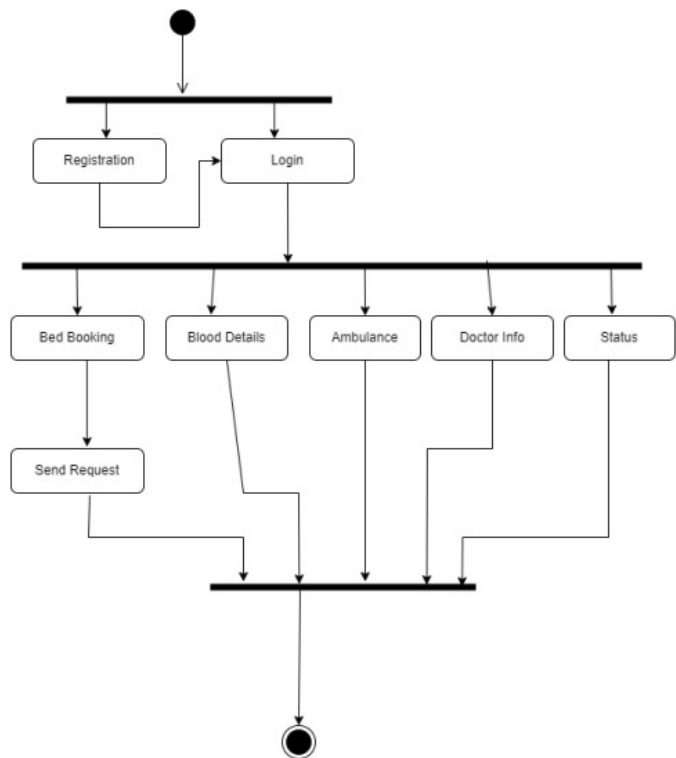 Registration
Login
Bed Booking
Blood Details
Ambulance
Doctor Info
Status
Send Request